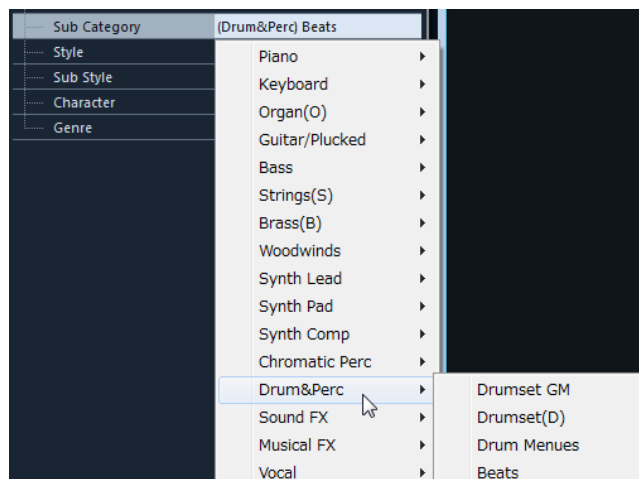 Sub Category (Drum&Perc) Beats
Style
Sub Style
Character
Genre
Piano
Keyboard
Organ(O)
Guitar/Plucked
Bass
Strings(S)
Brass(B)
Woodwinds
Synth Lead
Synth Pad
Synth Comp
Chromatic Perc
Drum&Perc
Sound FX
Musical FX
Vocal
Drumset GM
Drumset(D)
Drum Menues
Beats